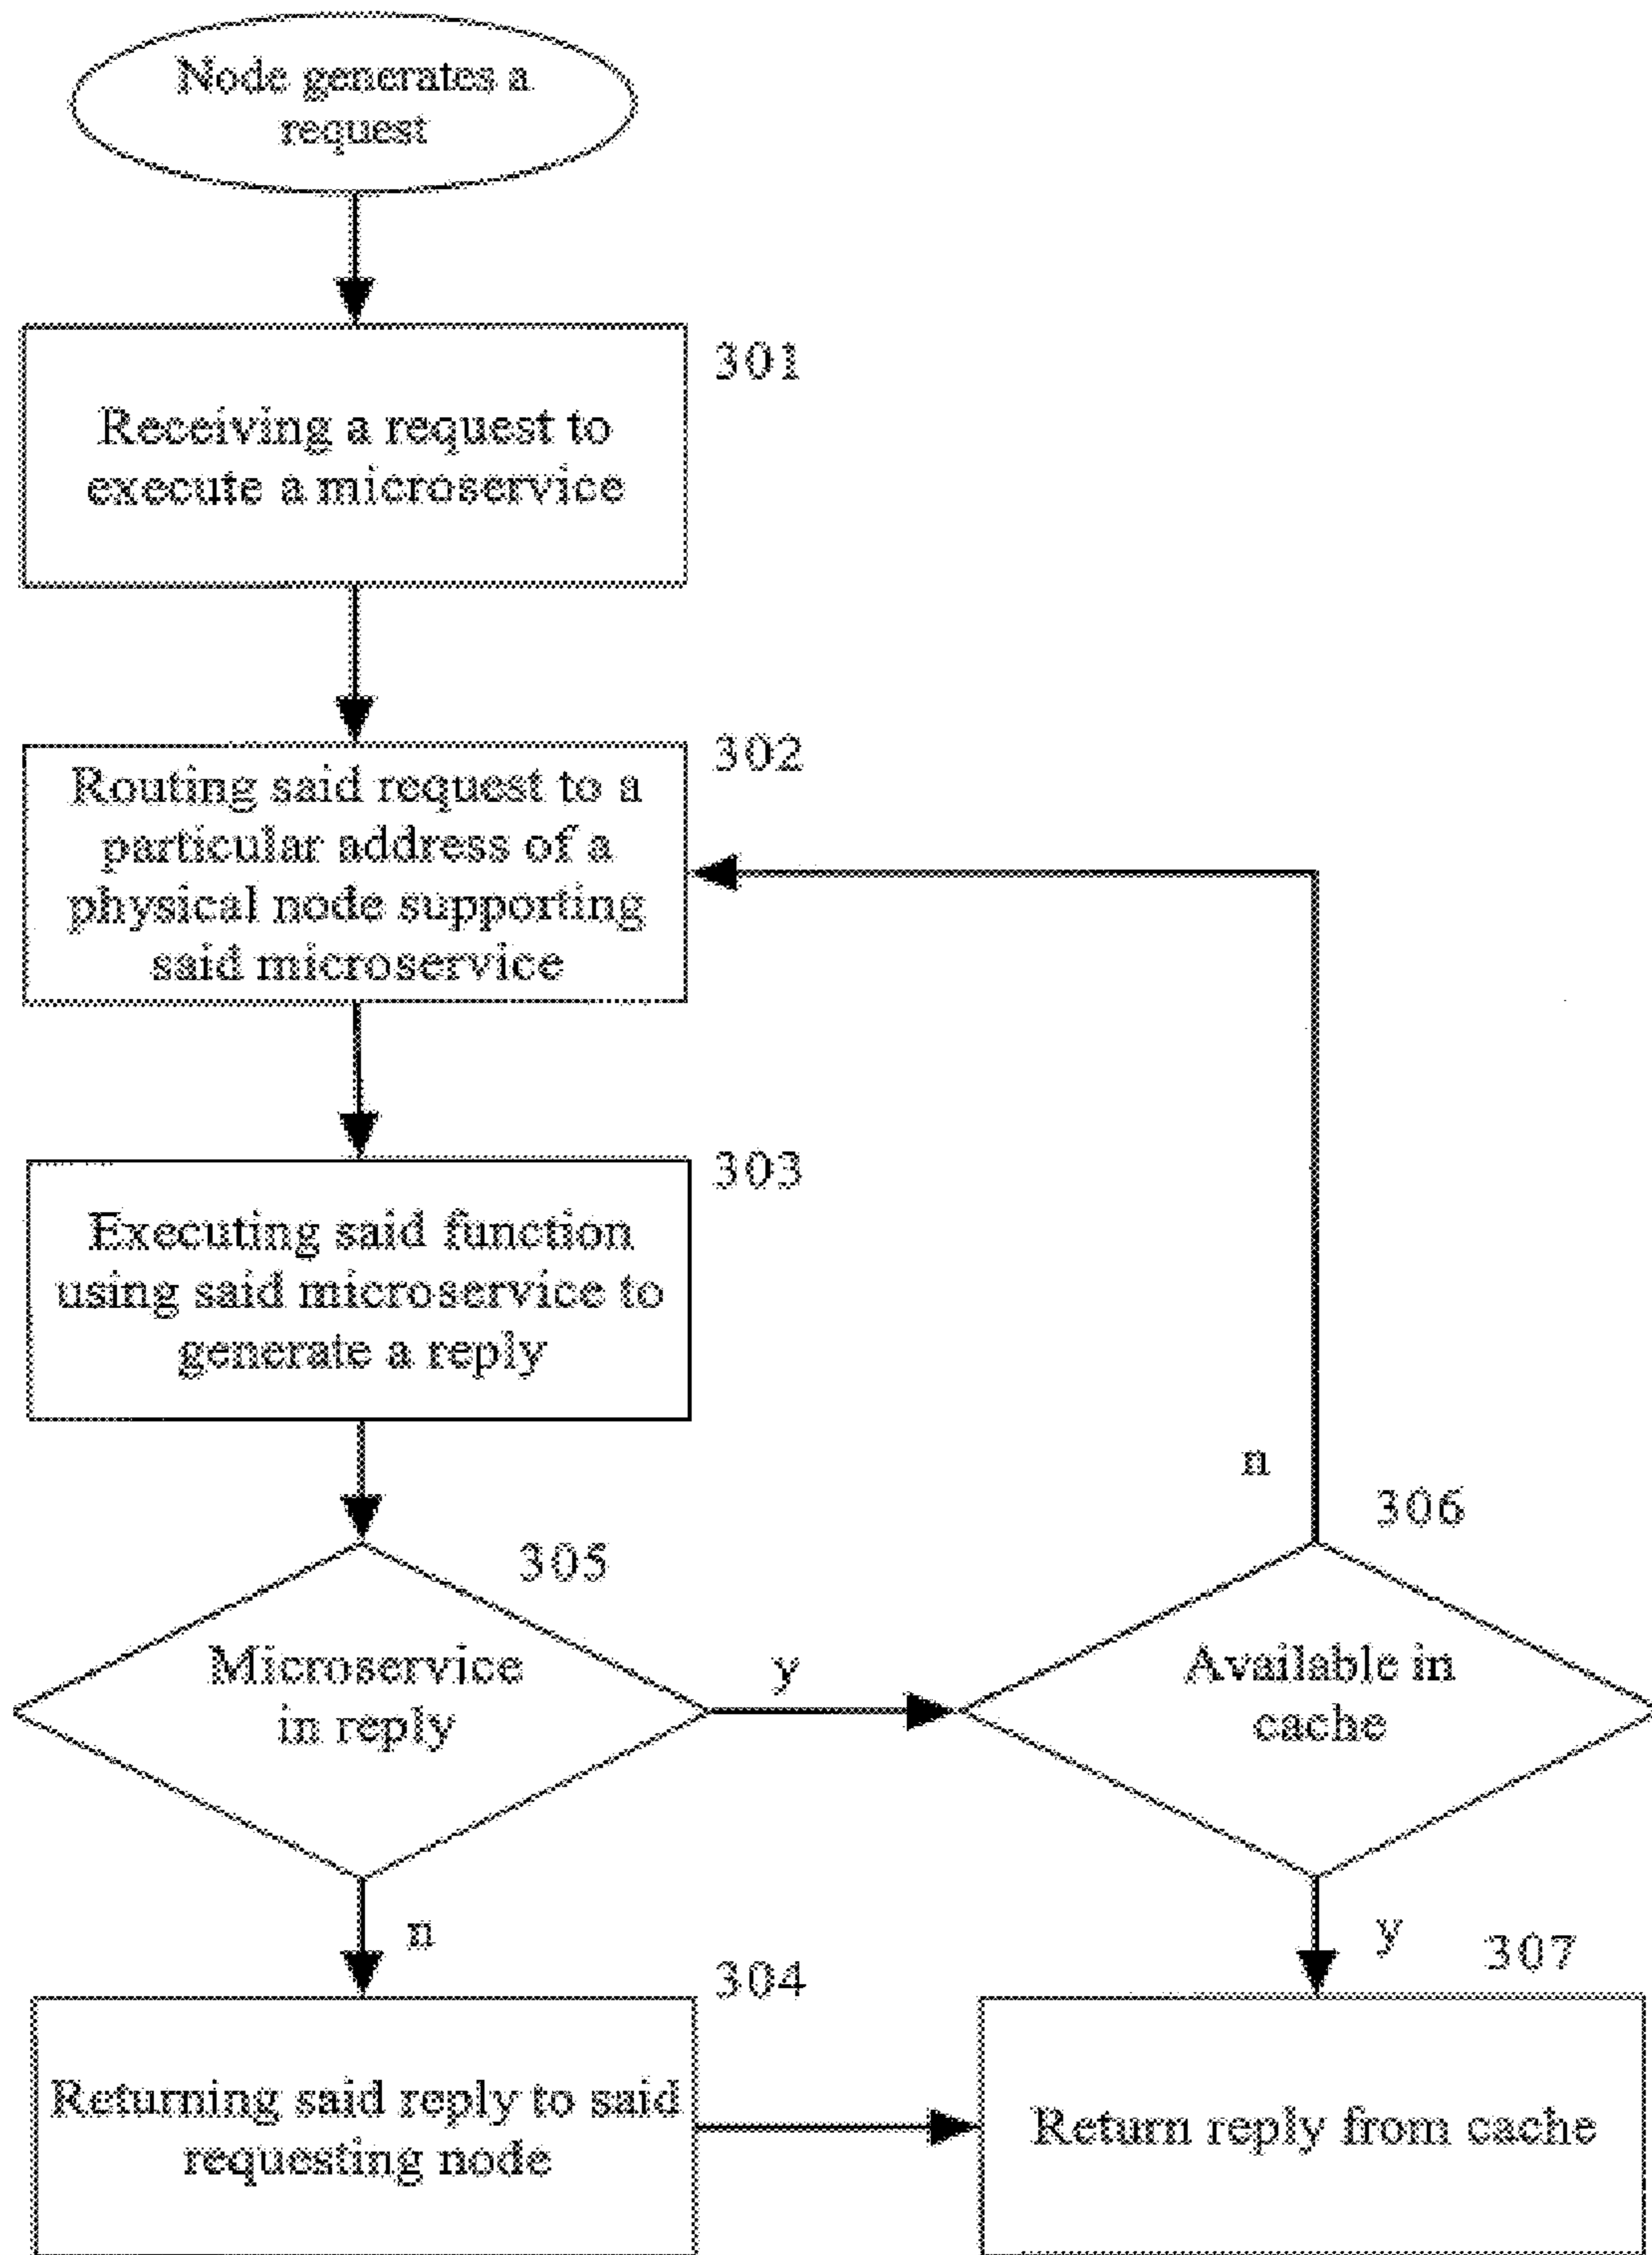 Node generates a
request
301
Receiving a request to
execute a microservice
302
Routing said request to a
particular address of a
physical node supporting
said microservice
303
Executing said function
using said microservice to
generate a reply
n
306
305
Microservice
in reply
y
Available in
cache
n
y
307
304
Returning said reply to said
requesting node
Return reply from cache